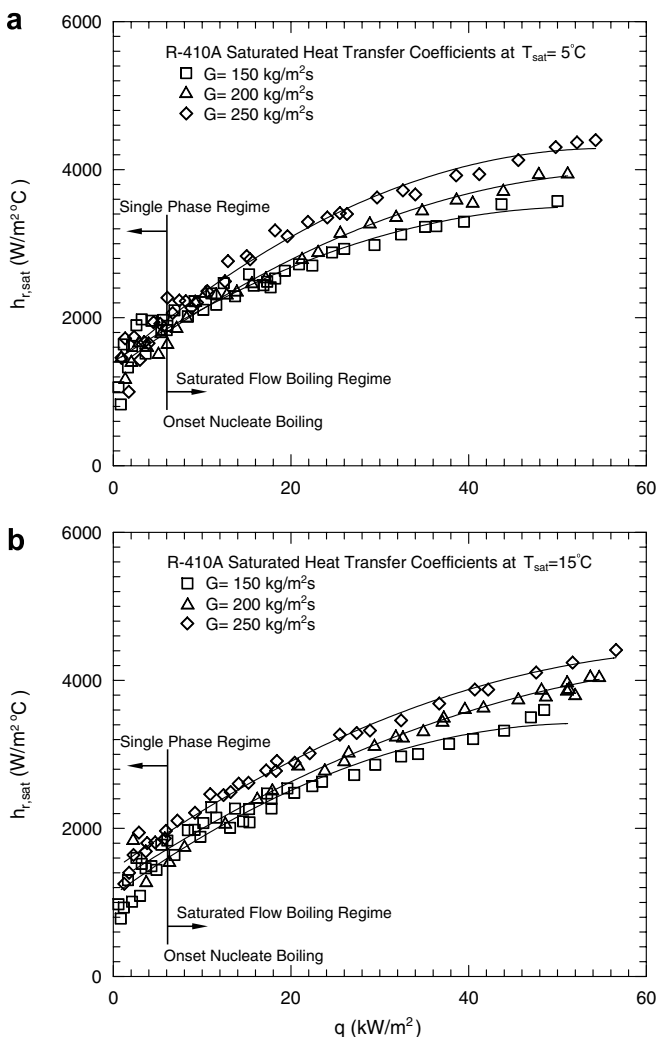 a
6000
R-410A Saturated Heat Transfer Coefficients at T_sat= 5°C
G= 150 kg/m²s
G= 200 kg/m²s
G= 250 kg/m²s
4000
h_r,sat (W/m² °C)
Single Phase Regime
2000
Saturated Flow Boiling Regime
Onset Nucleate Boiling
0
0 20 40 60
b
6000
R-410A Saturated Heat Transfer Coefficients at T_sat=15°C
G= 150 kg/m²s
G= 200 kg/m²s
G= 250 kg/m²s
4000
h_r,sat (W/m² °C)
Single Phase Regime
2000
Saturated Flow Boiling Regime
Onset Nucleate Boiling
0
0 20 40 60
q (kW/m²)